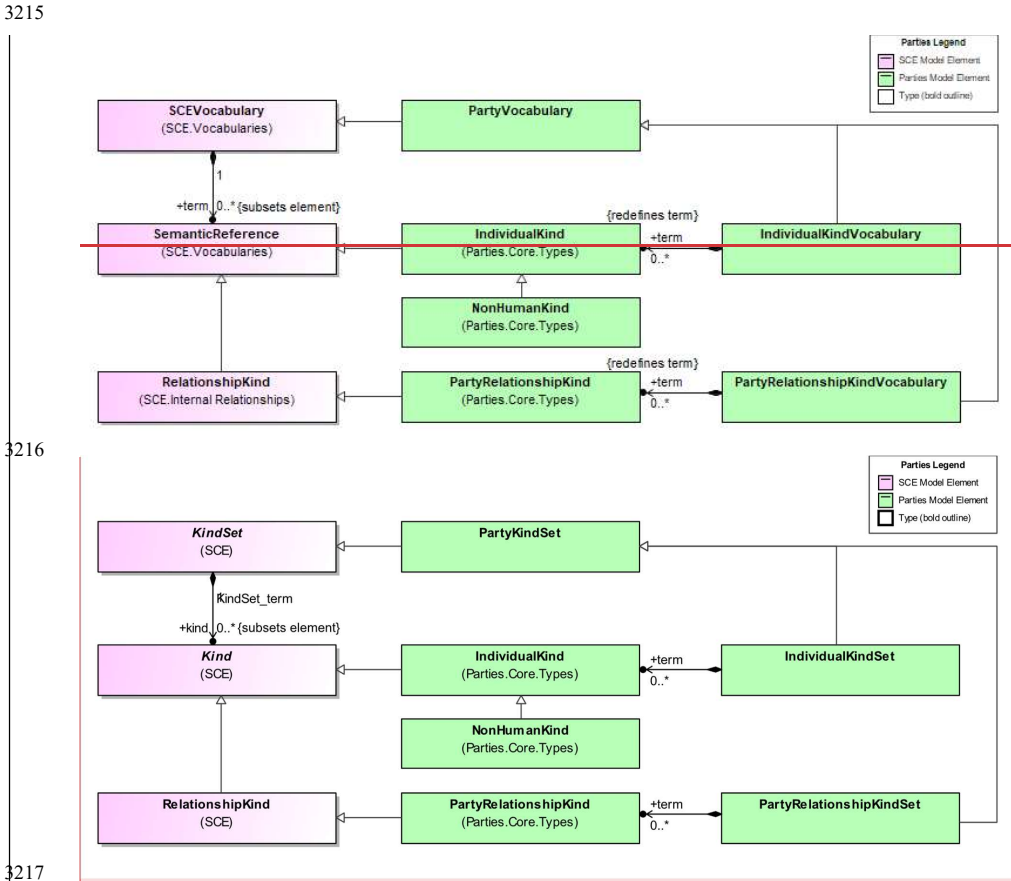 3215
Parties Legend
SCE Model Element
Parties Model Element
Type (bold outline)
SCEVocabulary
(SCE.Vocabularies)
PartyVocabulary
1
+term 0..* {subsets element}
SemanticReference
(SCE.Vocabularies)
IndividualKind
(Parties.Core.Types)
{redefines term}
+term
0..*
IndividualKindVocabulary
NonHumanKind
(Parties.Core.Types)
RelationshipKind
(SCE.Internal Relationships)
PartyRelationshipKind
(Parties.Core.Types)
{redefines term}
+term
0..*
PartyRelationshipKindVocabulary
3216
Parties Legend
SCE Model Element
Parties Model Element
Type (bold outline)
KindSet
(SCE)
PartyKindSet
1
KindSet_term
+kind 0..* {subsets element}
Kind
(SCE)
IndividualKind
(Parties.Core.Types)
+term
0..*
IndividualKindSet
NonHumanKind
(Parties.Core.Types)
RelationshipKind
(SCE)
PartyRelationshipKind
(Parties.Core.Types)
+term
0..*
PartyRelationshipKindSet
3217